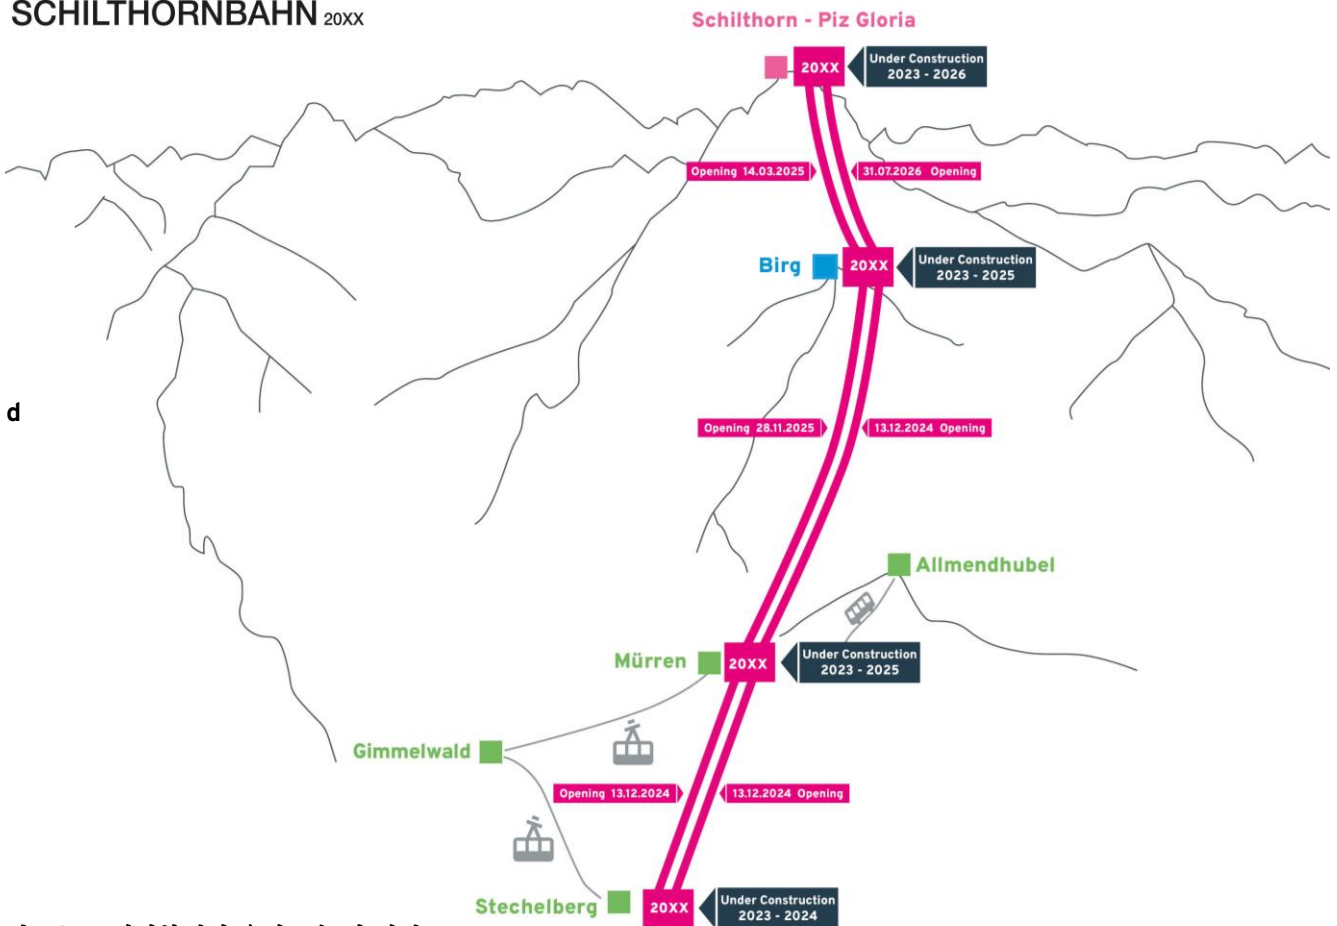 SCHILTHORNBAHN 20XX
Schilthorn - Piz Gloria
20XX
Under Construction
2023 - 2026
Opening 14.03.2025
31.07.2026 Opening
Birg
20XX
Under Construction
2023 - 2025
d
Opening 28.11.2025
13.12.2024 Opening
Allmendhubel
Mürren
20XX
Under Construction
2023 - 2025
Gimmelwald
Opening 13.12.2024
13.12.2024 Opening
Stechelberg
20XX
Under Construction
2023 - 2024